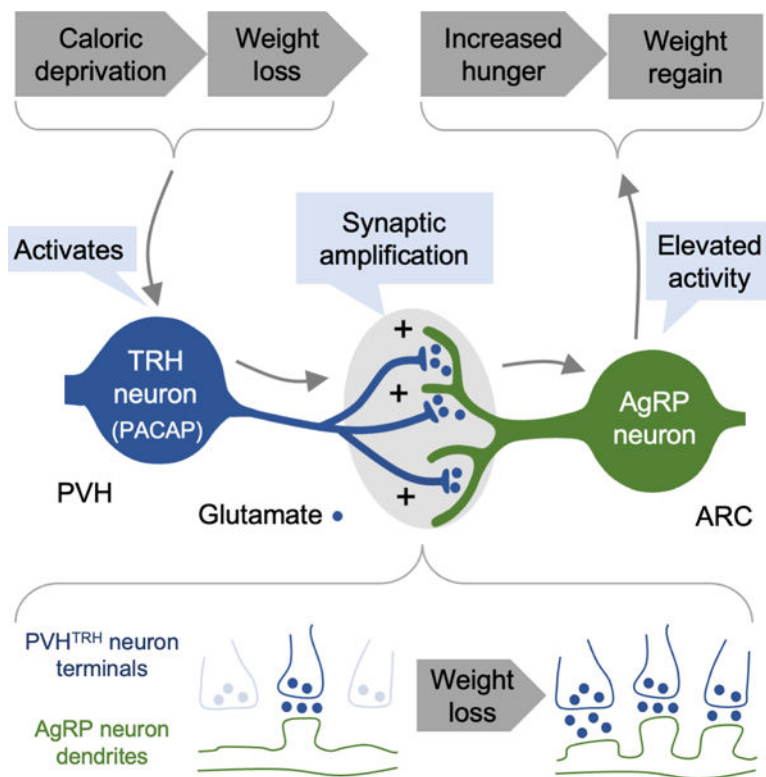 Caloric
deprivation
Weight
loss
Increased
hunger
Weight
regain
Activates
Synaptic
amplification
Elevated
activity
+
+
+
TRH
neuron
(PACAP)
AgRP
neuron
PVH
Glutamate
ARC
PVHTRH neuron
terminals
AgRP neuron
dendrites
Weight
loss